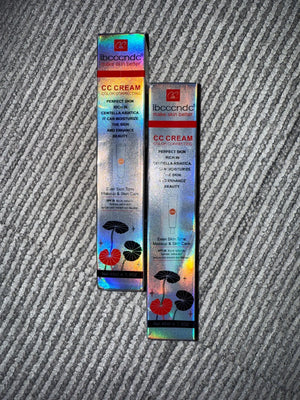 lbcccndc
make skin better
CC CREAM
COLOR CORRECTING
PERFECT SKIN
RICH IN
CENTELLA ASIATICA,
IT CAN MOISTURIZE
THE SKIN
AND ENHANCE
BEAUTY.
Even Skin Tone
Makeup & Skin Care
lbcccndc
make skin better
CC CREAM
COLOR CORRECTING
PERFECT SKIN
RICH IN
CENTELLA ASIATICA,
CAN MOISTURIZE
THE SKIN
AND ENHANCE
BEAUTY.
Even Skin Tone
Makeup & Skin Care